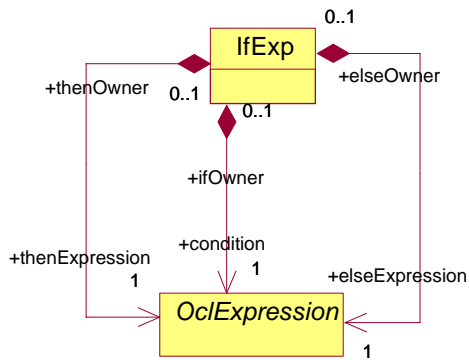 0..1
IfExp
+thenOwner
+elseOwner
0..1
0..1
+ifOwner
+condition
+thenExpression
1
1
+elseExpression
OclExpression
1